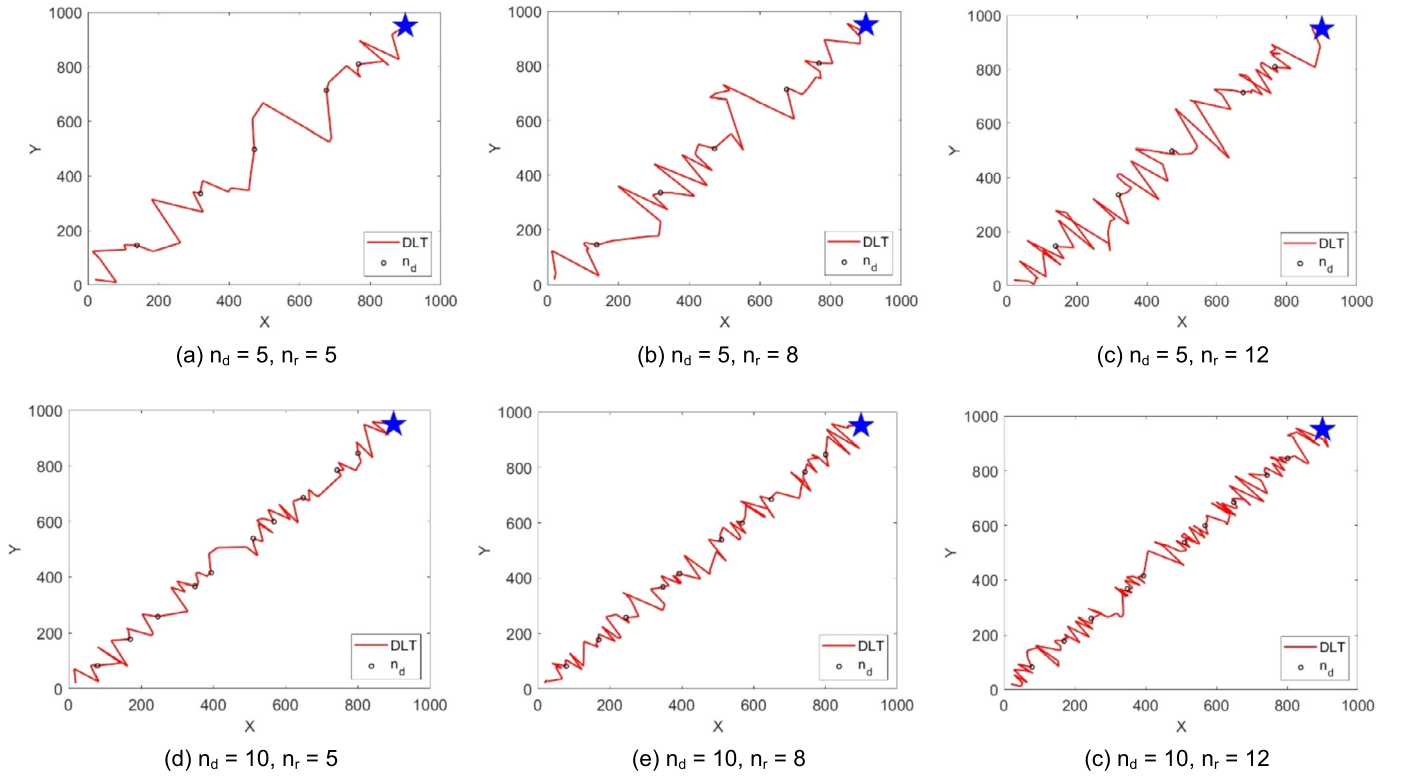 1000
800
600
400
200
0
Y
DLT
n_d
0 200 400 600 800 1000
X
(a) n_d = 5, n_r = 5
1000
800
600
400
200
0
Y
DLT
n_d
0 200 400 600 800 1000
X
(b) n_d = 5, n_r = 8
1000
800
600
400
200
0
Y
DLT
n_d
0 200 400 600 800 1000
X
(c) n_d = 5, n_r = 12
1000
800
600
400
200
0
Y
DLT
n_d
0 200 400 600 800 1000
X
(d) n_d = 10, n_r = 5
1000
800
600
400
200
0
Y
DLT
n_d
0 200 400 600 800 1000
X
(e) n_d = 10, n_r = 8
1000
800
600
400
200
0
Y
DLT
n_d
0 200 400 600 800 1000
X
(c) n_d = 10, n_r = 12